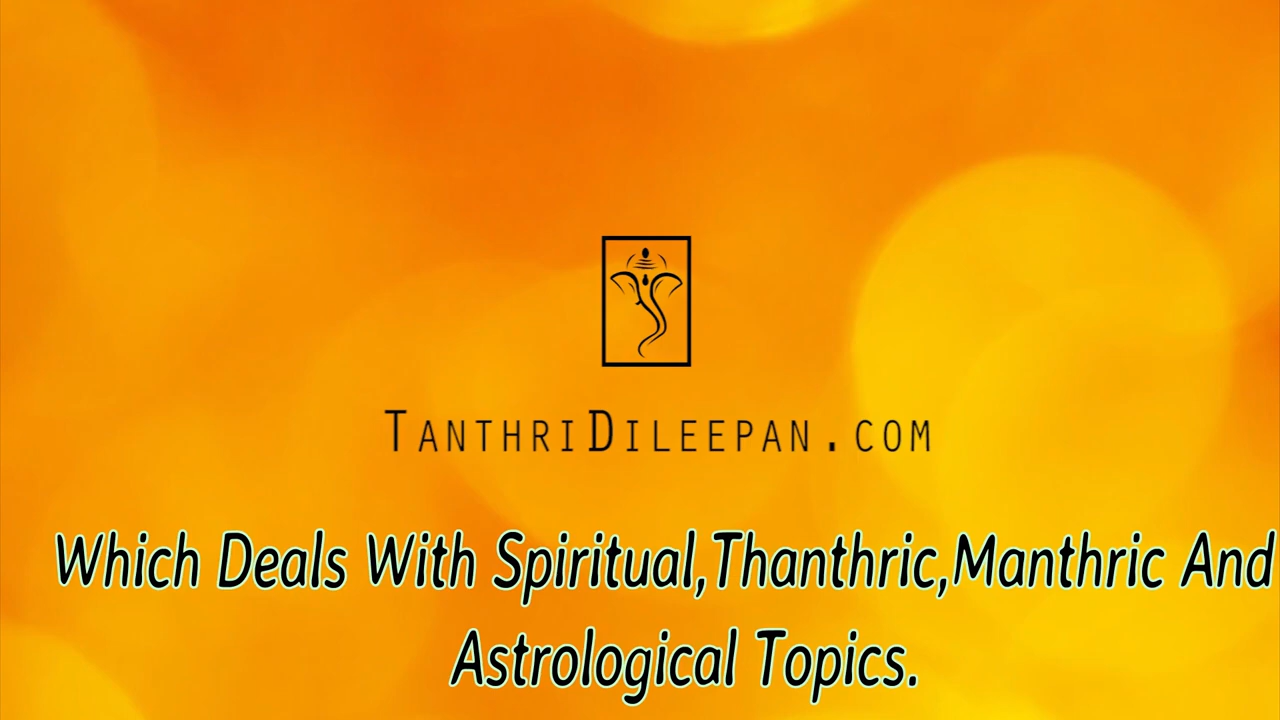 TanthriDileepan.com
Which Deals With Spiritual,Thanthric,Manthric And
Astrological Topics.